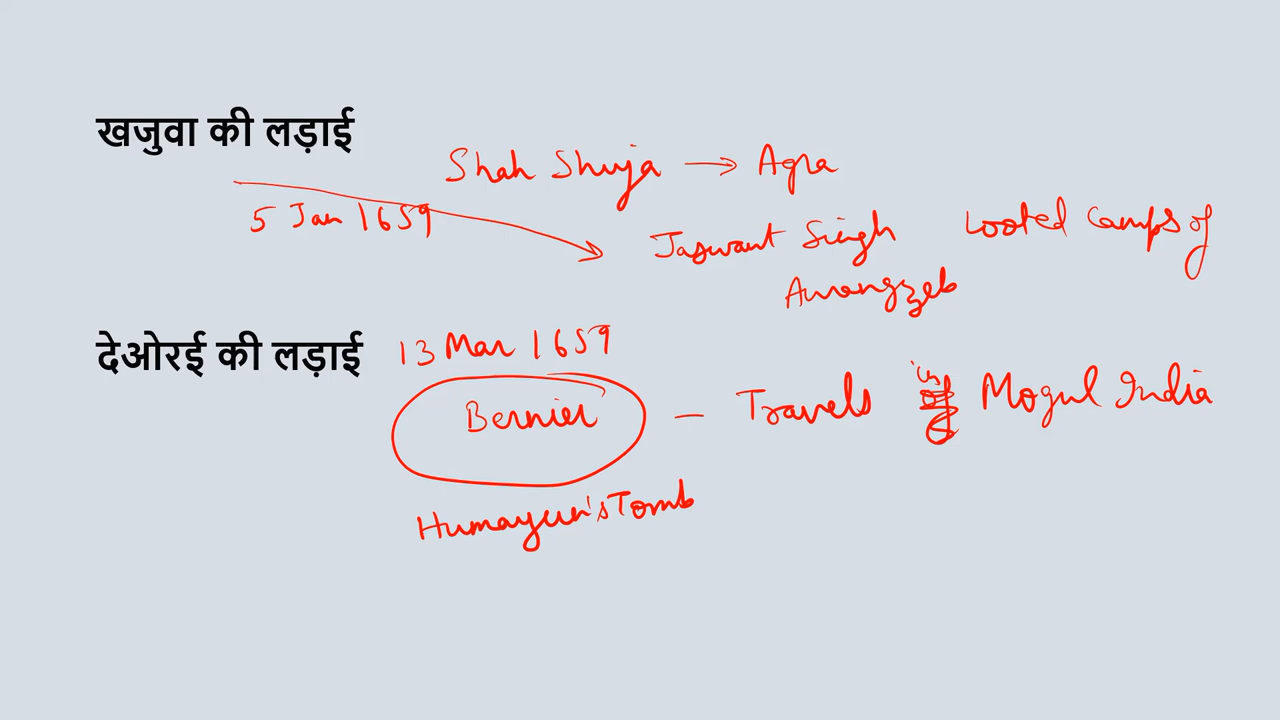 खजुवा की लड़ाई
Shah Shuja → Agra
5 Jan 1659
Jaswant Singh Looted Camps of
Aurangzeb
देओरई की लड़ाई 13 Mar 1659
Bernier — Travels in Mogul India
Humayun's Tomb